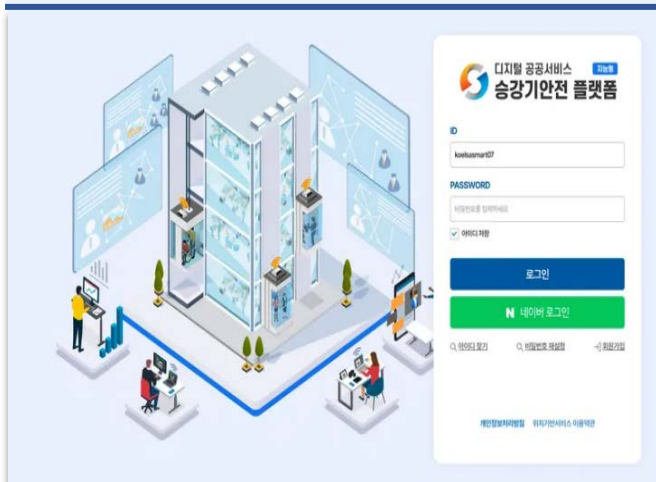 디지털 공공서비스 지능형
승강기안전 플랫폼
ID
koelsasmart07
PASSWORD
비밀번호를 입력하세요
아이디 저장
로그인
N 네이버 로그인
아이디 찾기 비밀번호 재설정 회원가입
개인정보처리방침 위치기반서비스 이용약관